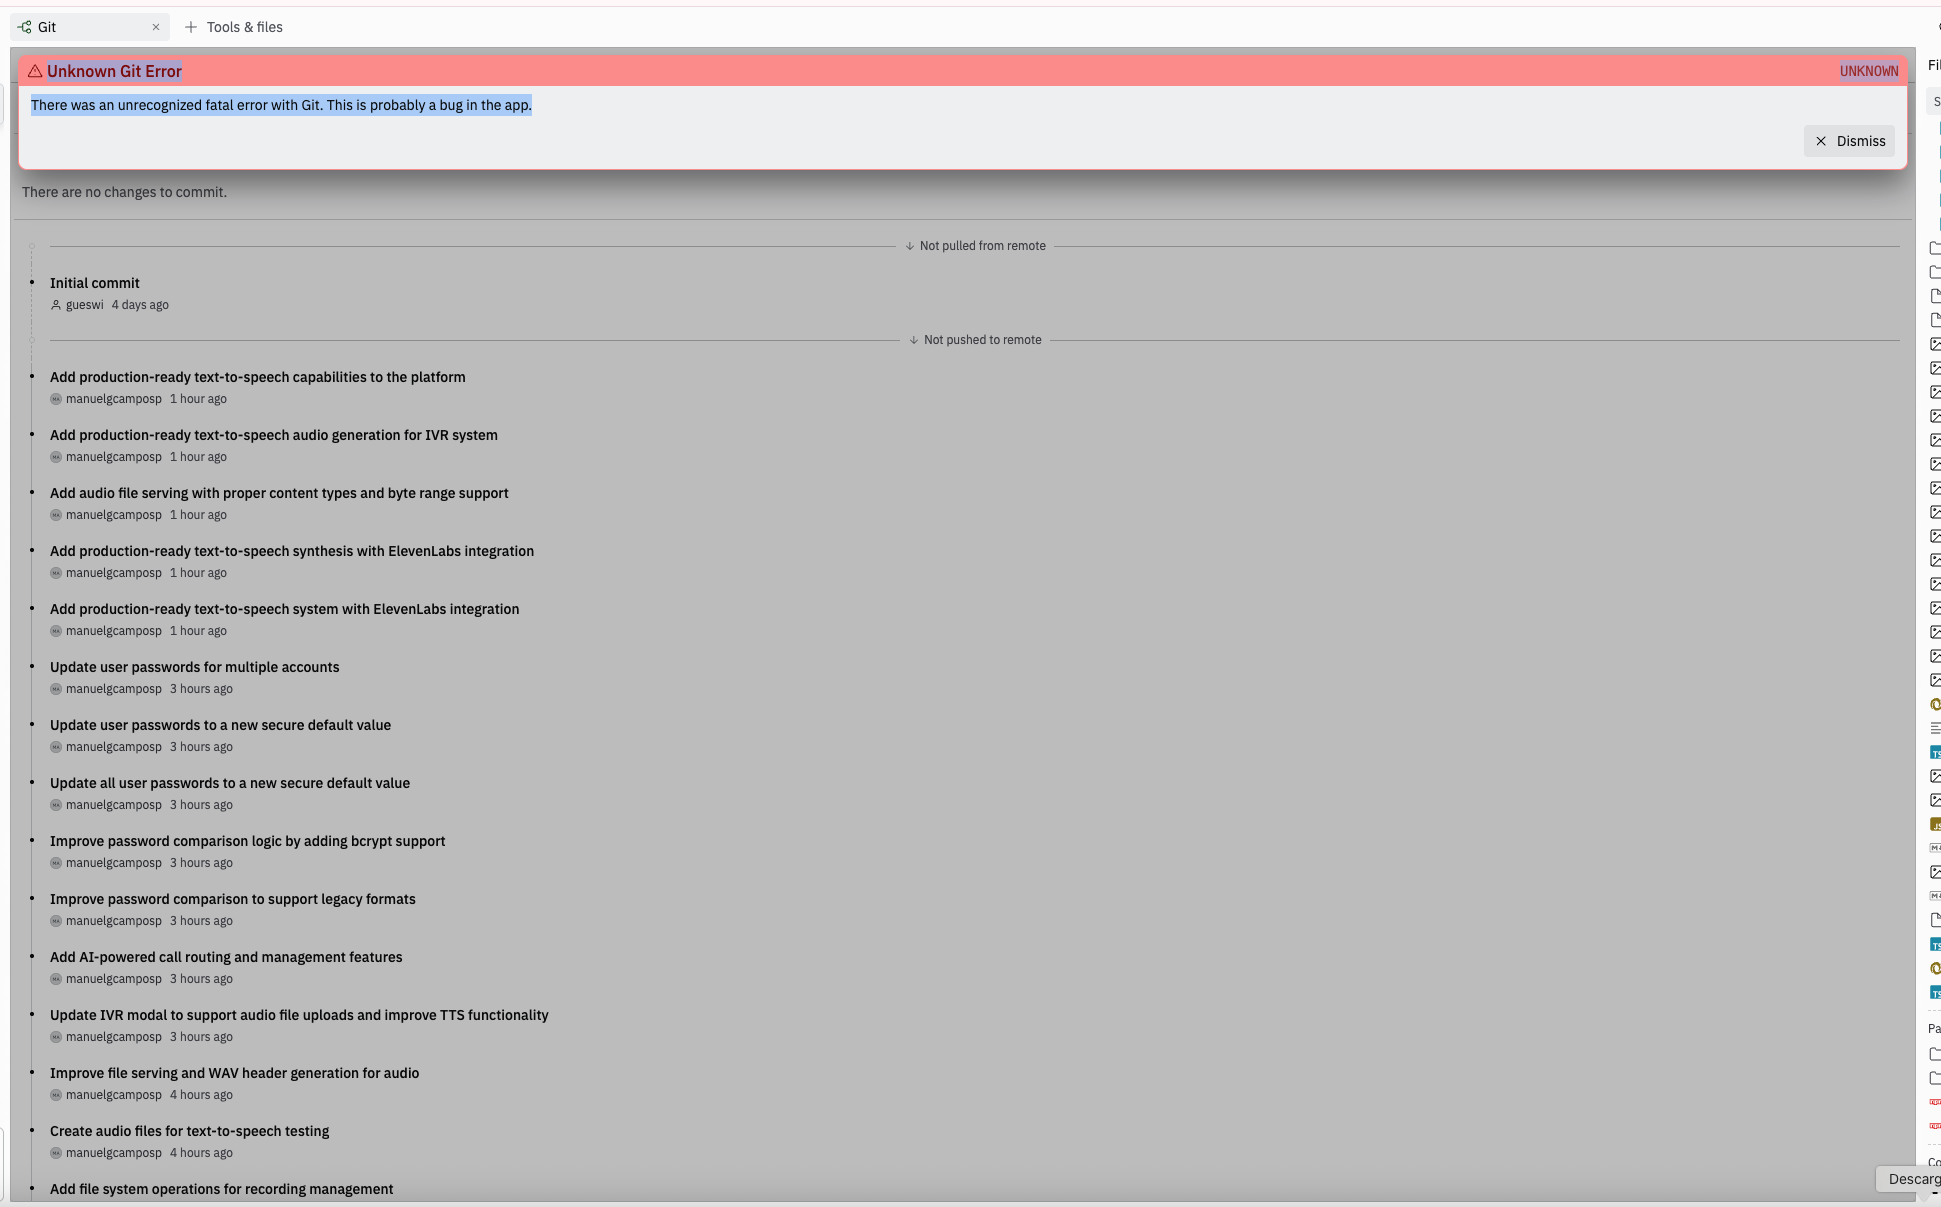 Git
Tools & files
Unknown Git Error
UNKNOWN
There was an unrecognized fatal error with Git. This is probably a bug in the app.
Dismiss
There are no changes to commit.
Not pulled from remote
Initial commit
gueswi 4 days ago
Not pushed to remote
Add production-ready text-to-speech capabilities to the platform
manuelgcamposp 1 hour ago
Add production-ready text-to-speech audio generation for IVR system
manuelgcamposp 1 hour ago
Add audio file serving with proper content types and byte range support
manuelgcamposp 1 hour ago
Add production-ready text-to-speech synthesis with ElevenLabs integration
manuelgcamposp 1 hour ago
Add production-ready text-to-speech system with ElevenLabs integration
manuelgcamposp 1 hour ago
Update user passwords for multiple accounts
manuelgcamposp 3 hours ago
Update user passwords to a new secure default value
manuelgcamposp 3 hours ago
Update all user passwords to a new secure default value
manuelgcamposp 3 hours ago
Improve password comparison logic by adding bcrypt support
manuelgcamposp 3 hours ago
Improve password comparison to support legacy formats
manuelgcamposp 3 hours ago
Add AI-powered call routing and management features
manuelgcamposp 3 hours ago
Update IVR modal to support audio file uploads and improve TTS functionality
manuelgcamposp 3 hours ago
Improve file serving and WAV header generation for audio
manuelgcamposp 4 hours ago
Create audio files for text-to-speech testing
manuelgcamposp 4 hours ago
Add file system operations for recording management
Fil
Pa
Co
Descarg